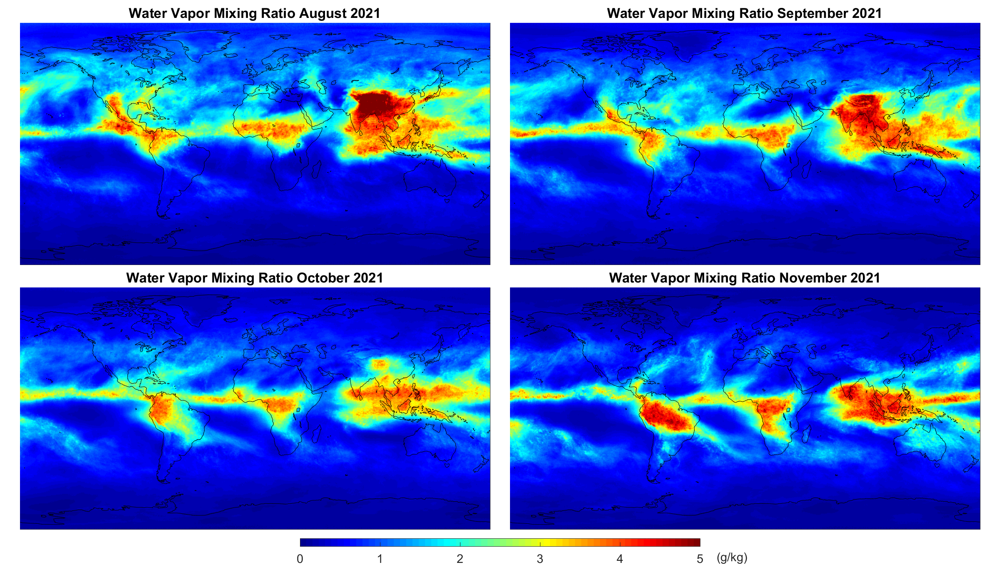 Water Vapor Mixing Ratio August 2021
Water Vapor Mixing Ratio September 2021
Water Vapor Mixing Ratio October 2021
Water Vapor Mixing Ratio November 2021
0 1 2 3 4 5 (g/kg)